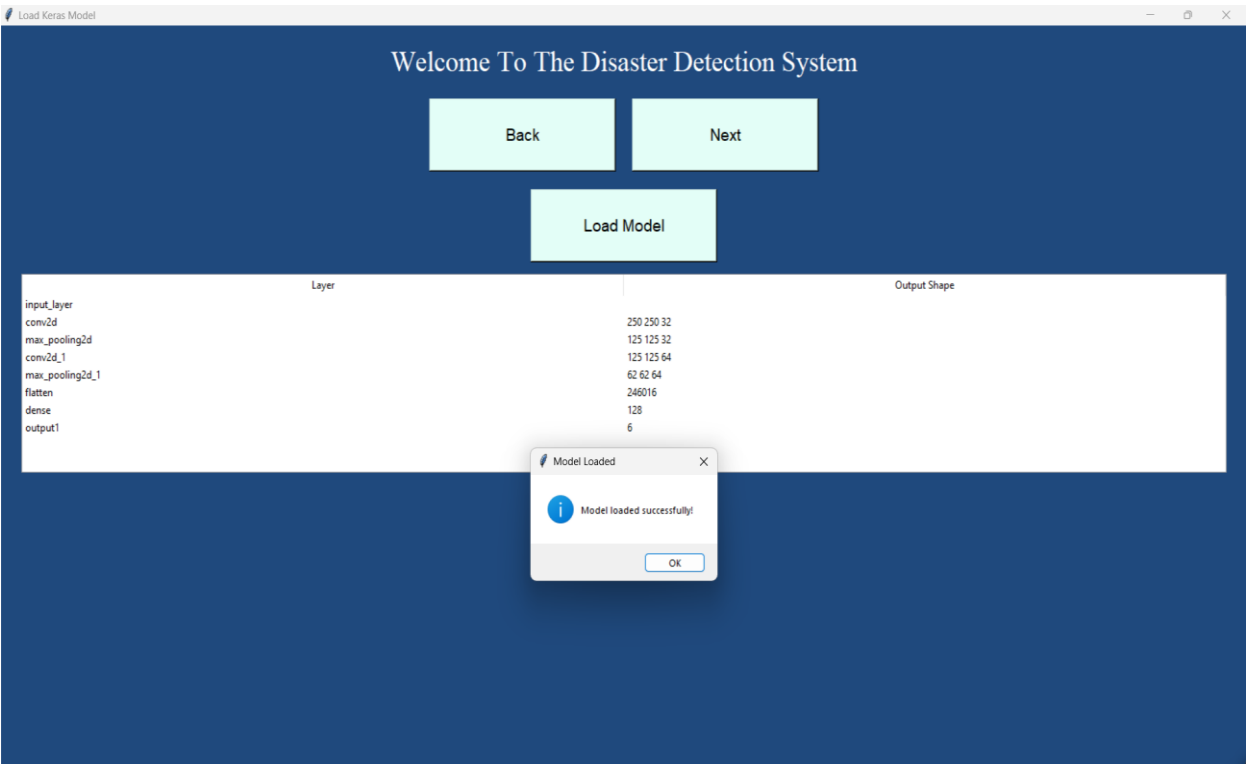 Load Keras Model
Welcome To The Disaster Detection System
Back Next
Load Model
Layer Output Shape
input_layer
conv2d 250 250 32
max_pooling2d 125 125 32
conv2d_1 125 125 64
max_pooling2d_1 62 62 64
flatten 246016
dense 128
output1 6
Model Loaded
Model loaded successfully!
OK